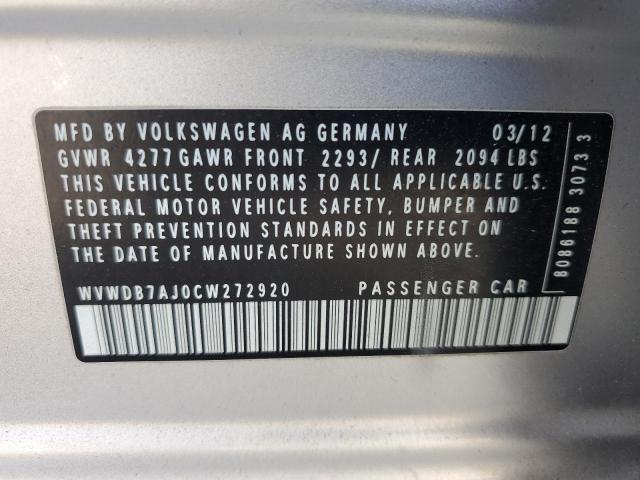 MFD BY VOLKSWAGEN AG GERMANY 03/12
GVWR 4277 GAWR FRONT 2293/ REAR 2094 LBS
THIS VEHICLE CONFORMS TO ALL APPLICABLE U.S.
FEDERAL MOTOR VEHICLE SAFETY, BUMPER AND
THEFT PREVENTION STANDARDS IN EFFECT ON
THE DATE OF MANUFACTURE SHOWN ABOVE.
WVWDB7AJ0CW272920 PASSENGER CAR
8086188 3073 3